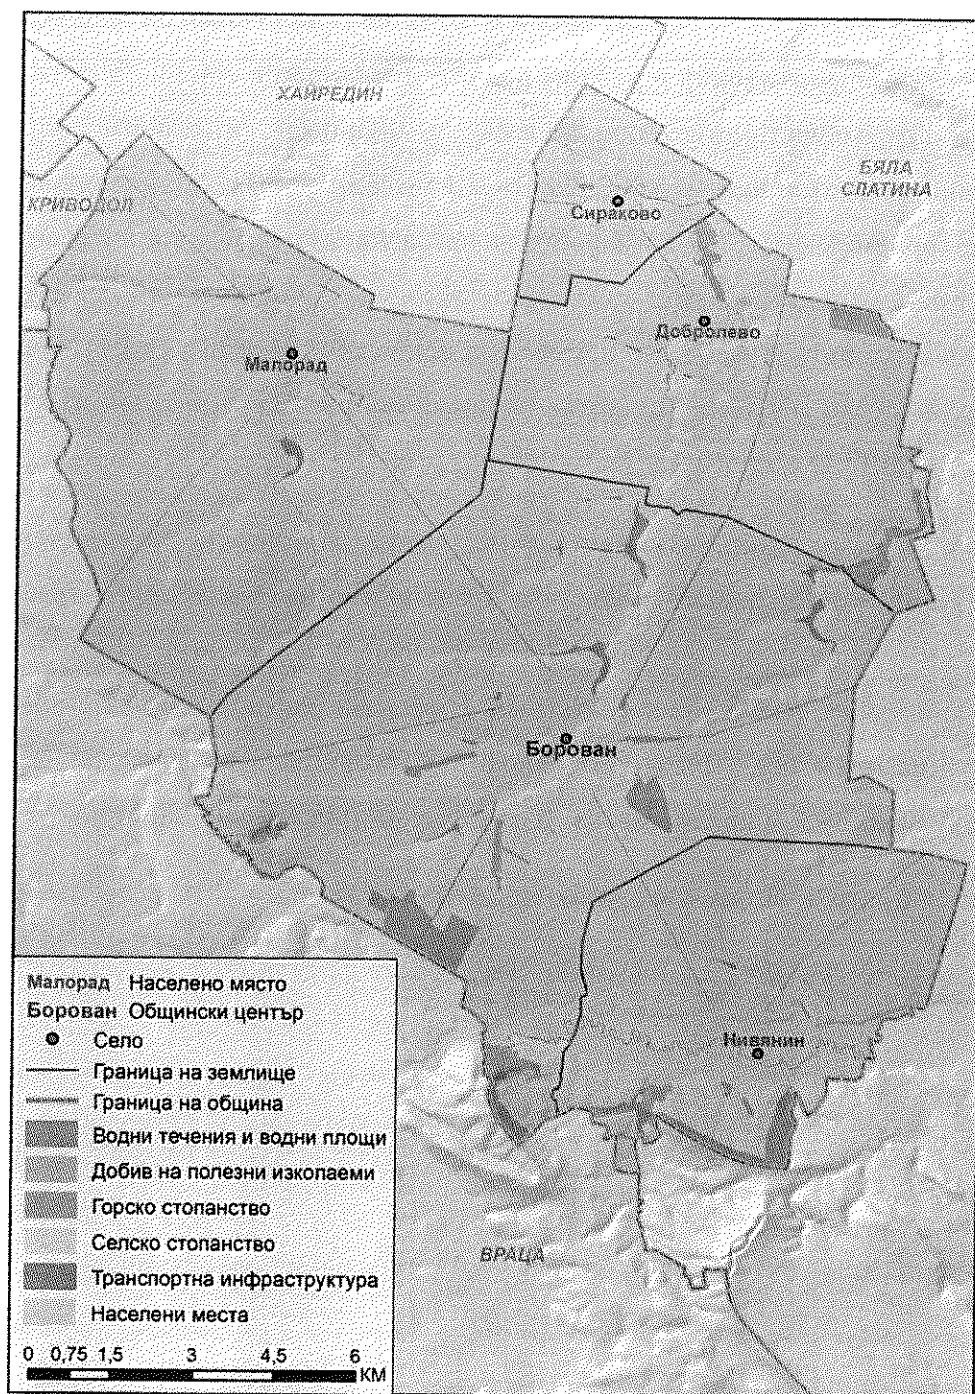 ХАЙРЕДИН
БЯЛА
СЛАТИНА
КРИВОДОЛ
Сираково
Добролево
Малорад
Борован
Нивянин
ВРАЦА
Малорад Населено място
Борован Общински център
Село
Граница на землище
Граница на община
Водни течения и водни площи
Добив на полезни изкопаеми
Горско стопанство
Селско стопанство
Транспортна инфраструктура
Населени места
0 0,75 1,5 3 4,5 6
КМ